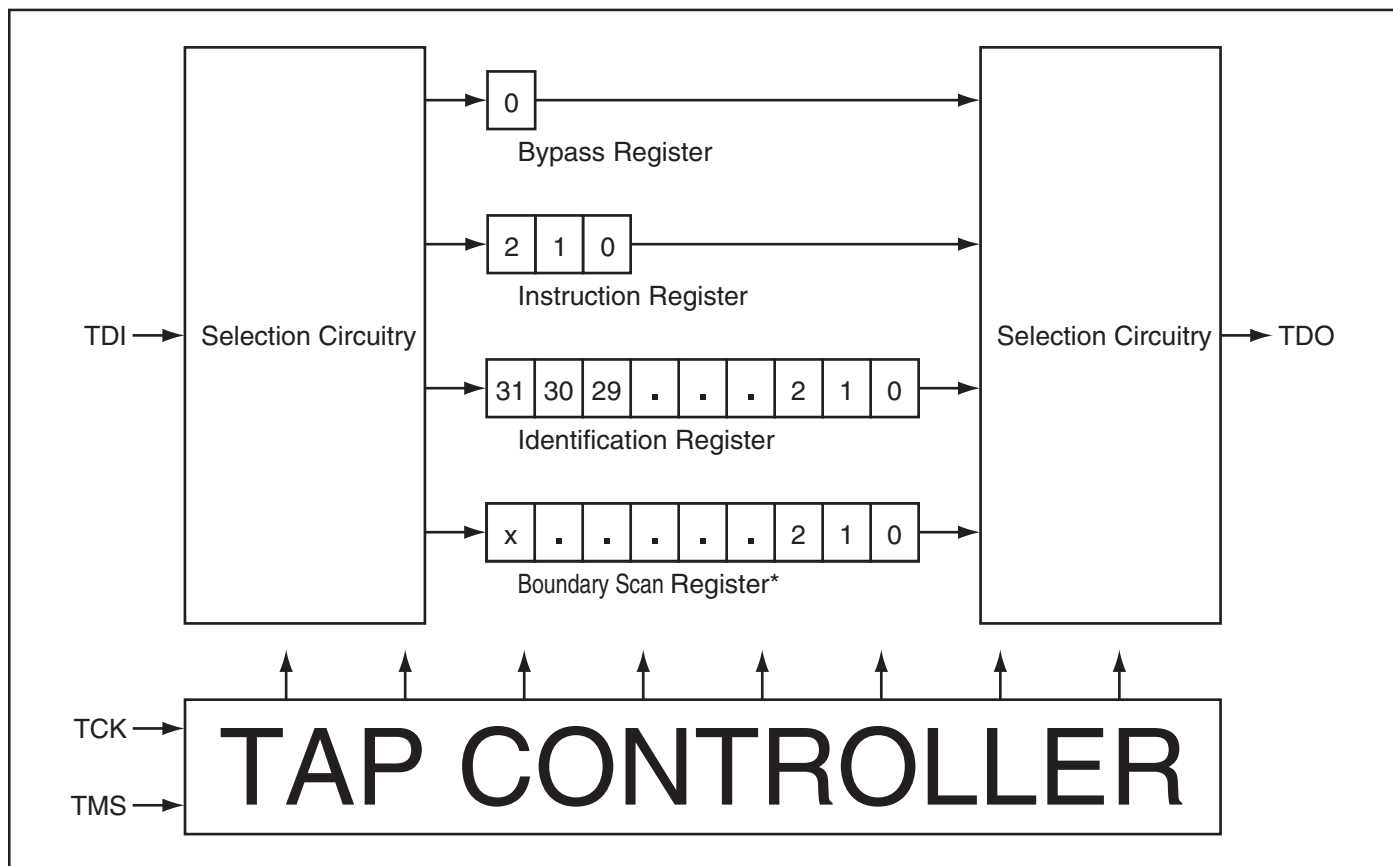 0
Bypass Register
2 1 0
Instruction Register
TDI
Selection Circuitry
Selection Circuitry
TDO
31 30 29 . . . 2 1 0
Identification Register
x . . . . . 2 1 0
Boundary Scan Register*
TCK
TMS
TAP CONTROLLER